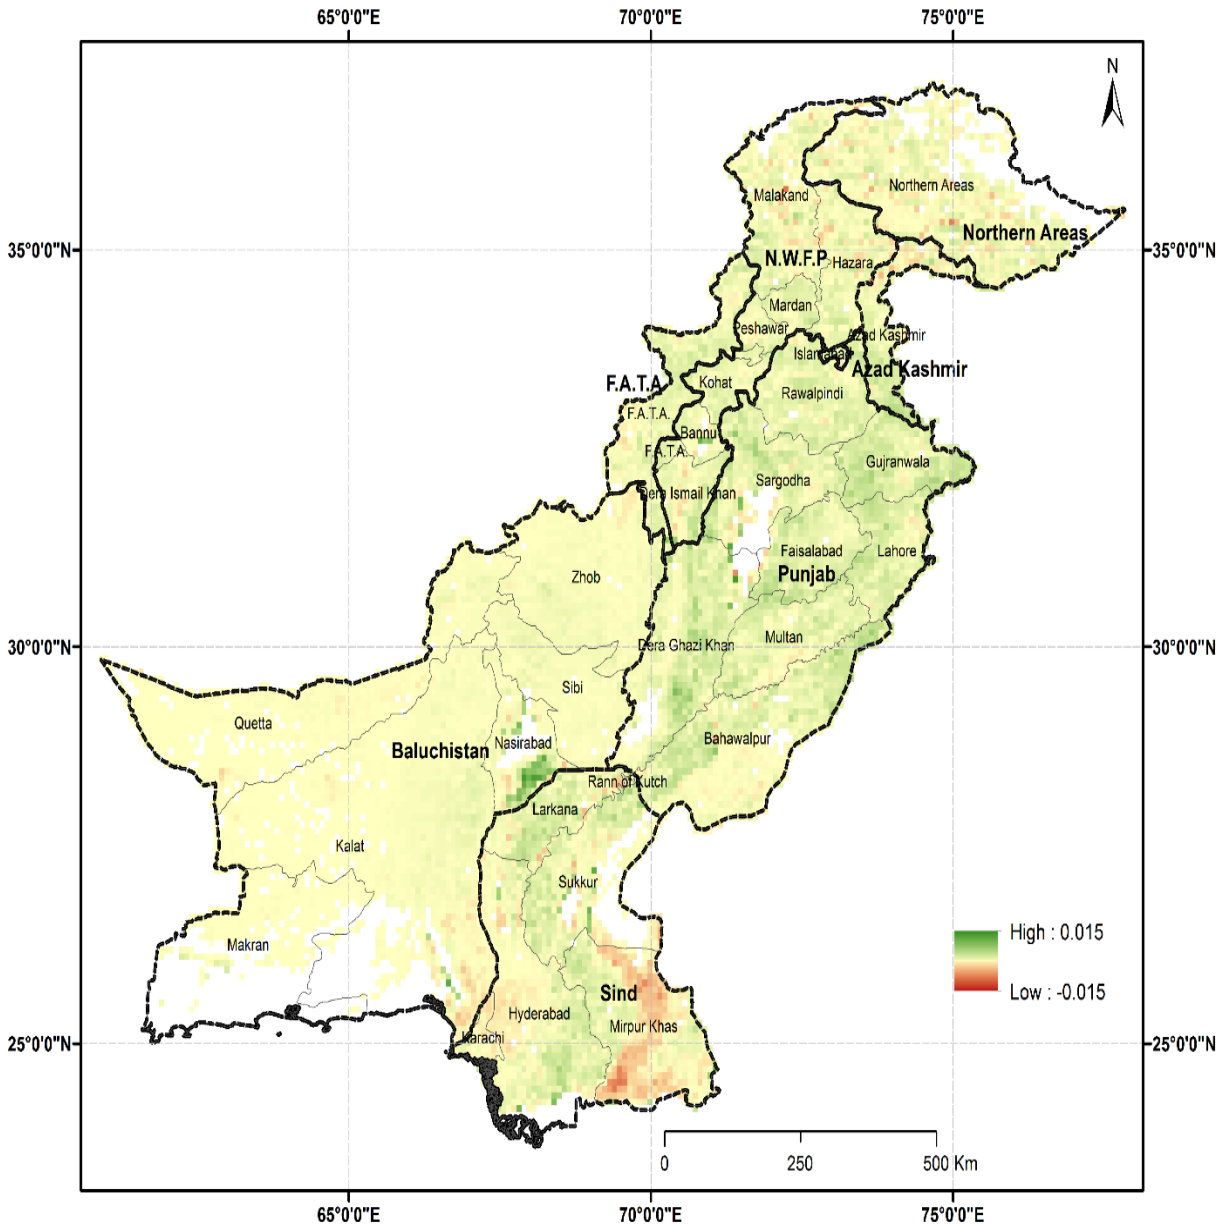 65°0'0"E
70°0'0"E
75°0'0"E
N
Northern Areas
Malakand
Northern Areas
35°0'0"N
35°0'0"N
N.W.F.P
Hazara
Mardan
Peshawar
Azad Kashmir
Islamabad
Azad Kashmir
F.A.T.A
Kohat
Rawalpindi
F.A.T.A.
Bannu
F.A.T.A.
Gujranwala
Sargodha
Dera Ismail Khan
Faisalabad
Lahore
Zhob
Punjab
30°0'0"N
Dera Ghazi Khan
Multan
30°0'0"N
Sibi
Quetta
Baluchistan
Nasirabad
Bahawalpur
Rann of Kutch
Larkana
Kalat
Sukkur
Makran
High : 0.015
Low : -0.015
Sind
Hyderabad
Mirpur Khas
Karachi
25°0'0"N
25°0'0"N
0
250
500 Km
65°0'0"E
70°0'0"E
75°0'0"E